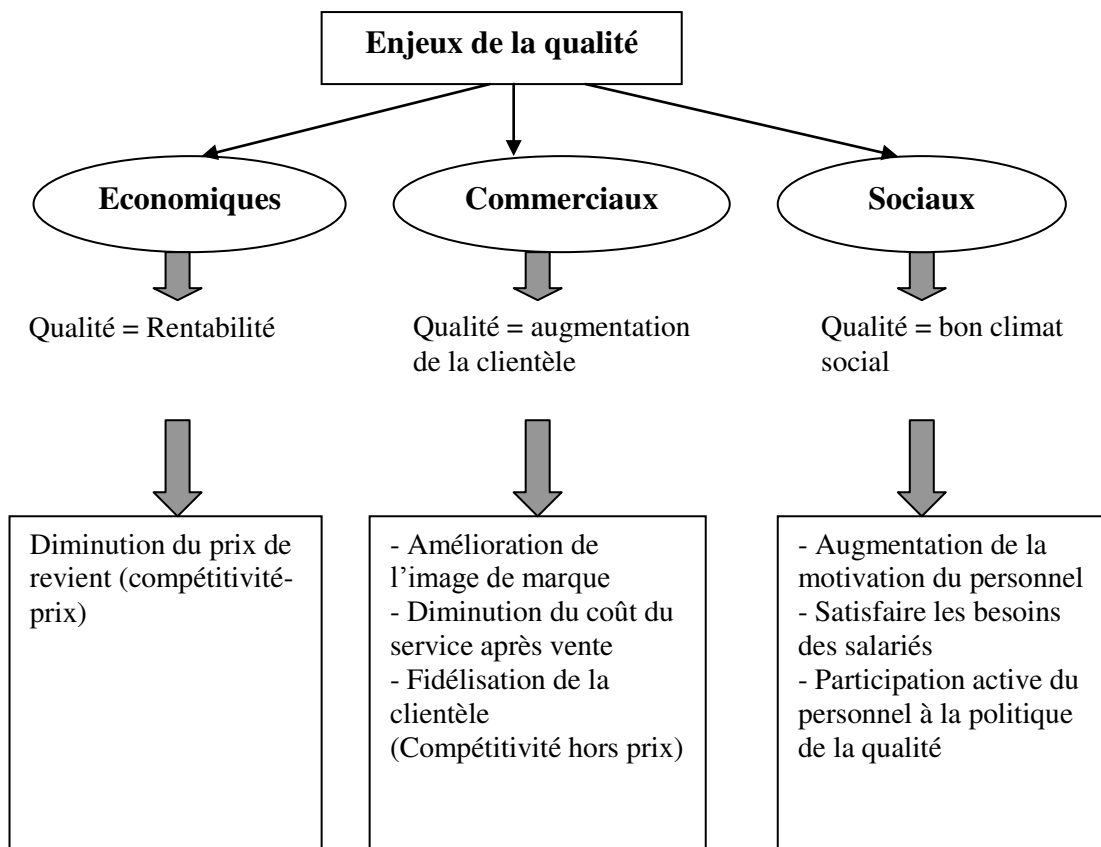 Enjeux de la qualité
Economiques
Commerciaux
Sociaux
Qualité = Rentabilité
Qualité = augmentation
de la clientèle
Qualité = bon climat
social
Diminution du prix de
revient (compétitivité-
prix)
- Amélioration de
l’image de marque
- Diminution du coût du
service après vente
- Fidélisation de la
clientèle
(Compétitivité hors prix)
- Augmentation de la
motivation du personnel
- Satisfaire les besoins
des salariés
- Participation active du
personnel à la politique
de la qualité